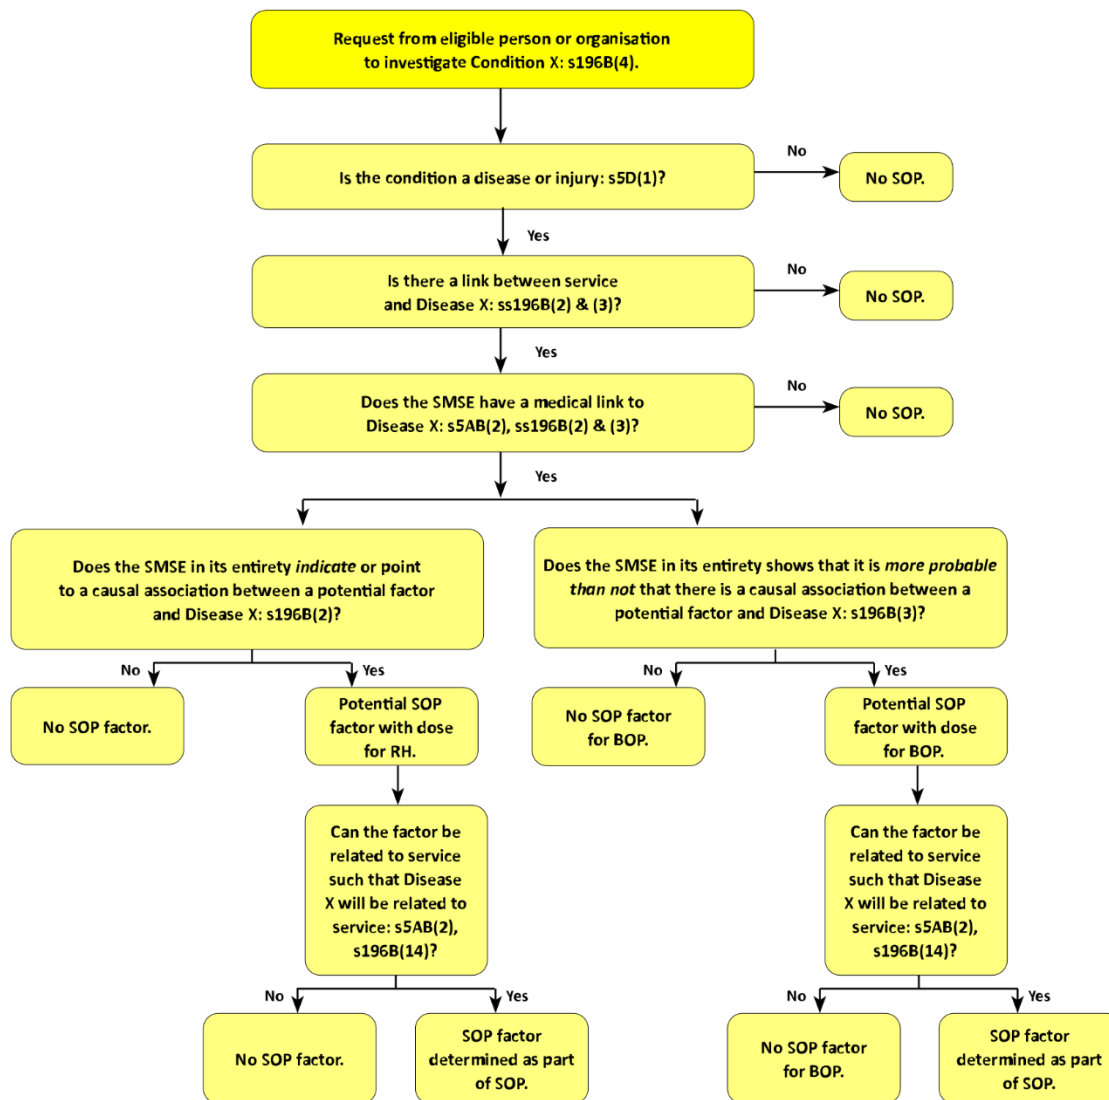 Request from eligible person or organisation
to investigate Condition X: s196B(4).
Is the condition a disease or injury: s5D(1)?
No
No SOP.
Yes
Is there a link between service
and Disease X: ss196B(2) & (3)?
No
No SOP.
Yes
Does the SMSE have a medical link to
Disease X: s5AB(2), ss196B(2) & (3)?
No
No SOP.
Yes
Does the SMSE in its entirety indicate or point
to a causal association between a potential factor
and Disease X: s196B(2)?
Does the SMSE in its entirety shows that it is more probable
than not that there is a causal association between a
potential factor and Disease X: s196B(3)?
No
Yes
No
Yes
No SOP factor.
Potential SOP
factor with dose
for RH.
No SOP factor
for BOP.
Potential SOP
factor with dose
for BOP.
Can the factor be
related to service
such that Disease
X will be related to
service: s5AB(2),
s196B(14)?
Can the factor be
related to service
such that Disease
X will be related to
service: s5AB(2),
s196B(14)?
No
Yes
No
Yes
No SOP factor.
SOP factor
determined as part
of SOP.
No SOP factor
for BOP.
SOP factor
determined as part
of SOP.